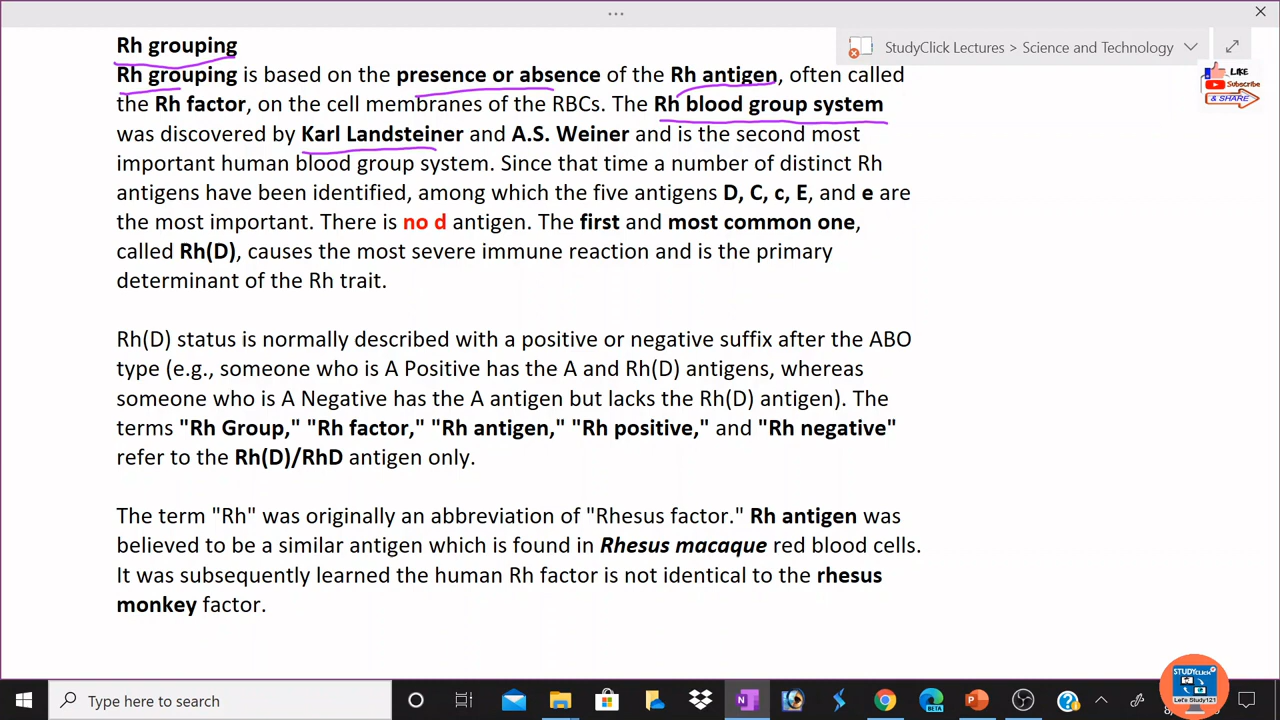 Rh grouping
StudyClick Lectures > Science and Technology
LIKE
Subscribe
& SHARE
Rh grouping is based on the presence or absence of the Rh antigen, often called
the Rh factor, on the cell membranes of the RBCs. The Rh blood group system
was discovered by Karl Landsteiner and A.S. Weiner and is the second most
important human blood group system. Since that time a number of distinct Rh
antigens have been identified, among which the five antigens D, C, c, E, and e are
the most important. There is no d antigen. The first and most common one,
called Rh(D), causes the most severe immune reaction and is the primary
determinant of the Rh trait.
Rh(D) status is normally described with a positive or negative suffix after the ABO
type (e.g., someone who is A Positive has the A and Rh(D) antigens, whereas
someone who is A Negative has the A antigen but lacks the Rh(D) antigen). The
terms "Rh Group," "Rh factor," "Rh antigen," "Rh positive," and "Rh negative"
refer to the Rh(D)/RhD antigen only.
The term "Rh" was originally an abbreviation of "Rhesus factor." Rh antigen was
believed to be a similar antigen which is found in Rhesus macaque red blood cells.
It was subsequently learned the human Rh factor is not identical to the rhesus
monkey factor.
STUDYCLICK
Let's Study121
Type here to search
BETA